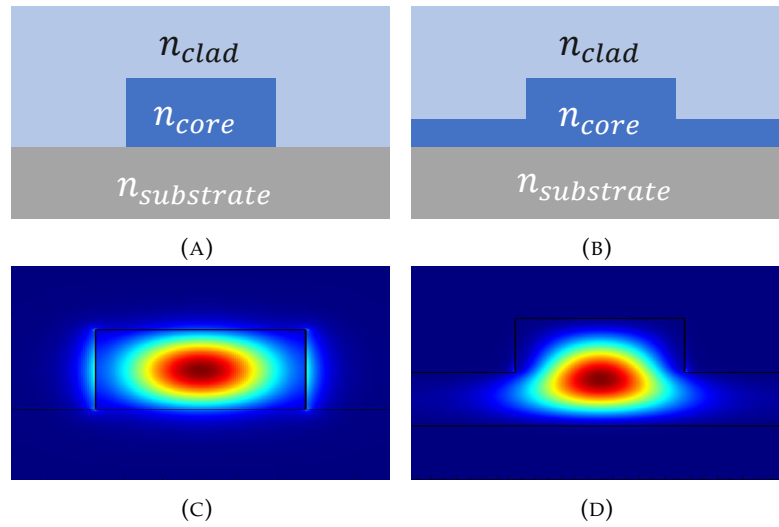 n_clad n_clad
n_core n_core
n_substrate n_substrate
(A) (B)
(C) (D)